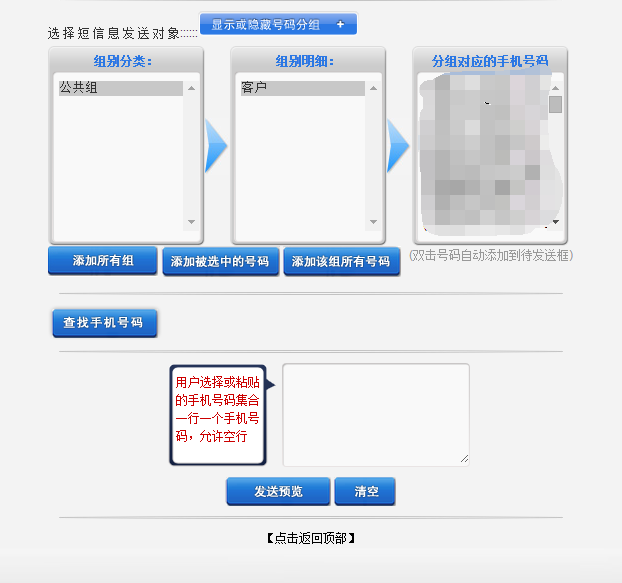 选择短信息发送对象::::::
显示或隐藏号码分组 +
组别分类：
组别明细：
分组对应的手机号码
公共组
客户
添加所有组
添加被选中的号码
添加该组所有号码
(双击号码自动添加到待发送框)
查找手机号码
用户选择或粘贴
的手机号码集合
一行一个手机号
码，允许空行
发送预览
清空
【点击返回顶部】